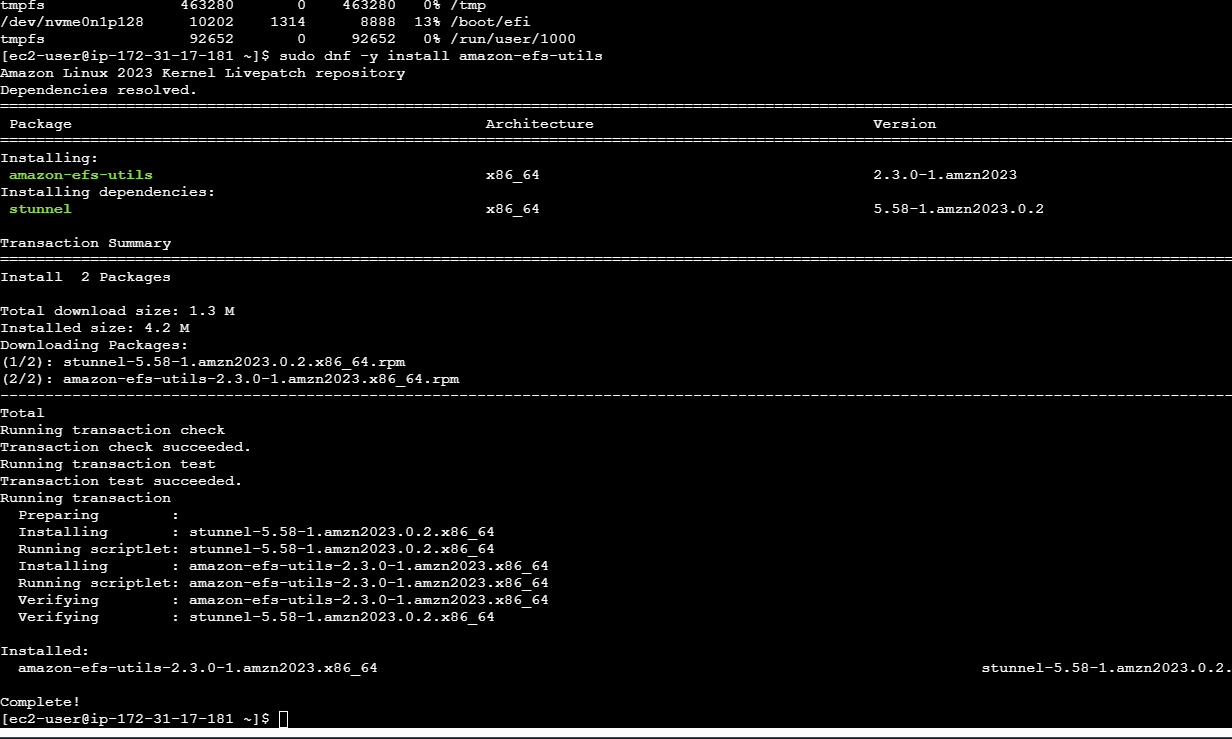 tmpfs 463280 0 463280 0% /tmp
/dev/nvme0n1p128 10202 1314 8888 13% /boot/efi
tmpfs 92652 0 92652 0% /run/user/1000
[ec2-user@ip-172-31-17-181 ~]$ sudo dnf -y install amazon-efs-utils
Amazon Linux 2023 Kernel Livepatch repository
Dependencies resolved.
Package Architecture Version
Installing:
amazon-efs-utils x86_64 2.3.0-1.amzn2023
Installing dependencies:
stunnel x86_64 5.58-1.amzn2023.0.2
Transaction Summary
Install 2 Packages
Total download size: 1.3 M
Installed size: 4.2 M
Downloading Packages:
(1/2): stunnel-5.58-1.amzn2023.0.2.x86_64.rpm
(2/2): amazon-efs-utils-2.3.0-1.amzn2023.x86_64.rpm
Total
Running transaction check
Transaction check succeeded.
Running transaction test
Transaction test succeeded.
Running transaction
Preparing :
Installing : stunnel-5.58-1.amzn2023.0.2.x86_64
Running scriptlet: stunnel-5.58-1.amzn2023.0.2.x86_64
Installing : amazon-efs-utils-2.3.0-1.amzn2023.x86_64
Running scriptlet: amazon-efs-utils-2.3.0-1.amzn2023.x86_64
Verifying : amazon-efs-utils-2.3.0-1.amzn2023.x86_64
Verifying : stunnel-5.58-1.amzn2023.0.2.x86_64
Installed:
amazon-efs-utils-2.3.0-1.amzn2023.x86_64 stunnel-5.58-1.amzn2023.0.2.
Complete!
[ec2-user@ip-172-31-17-181 ~]$